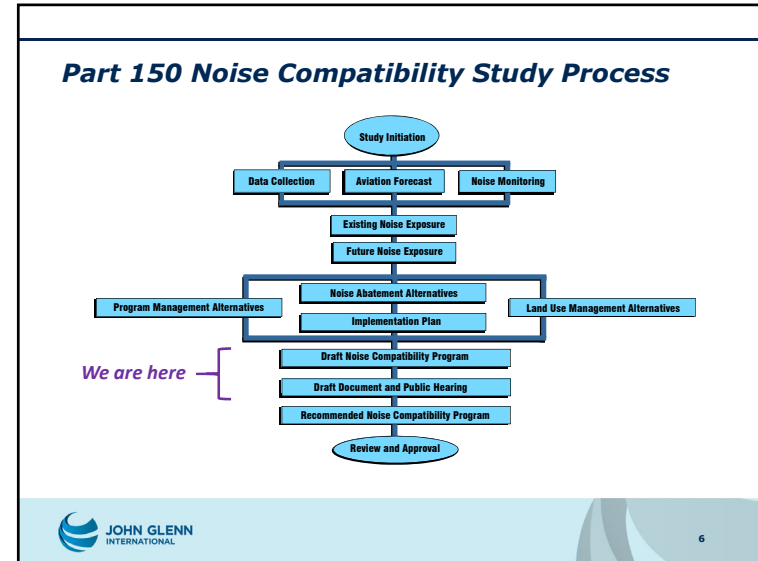 Part 150 Noise Compatibility Study Process
Study Initiation
Data Collection
Aviation Forecast
Noise Monitoring
Existing Noise Exposure
Future Noise Exposure
Noise Abatement Alternatives
Program Management Alternatives
Land Use Management Alternatives
Implementation Plan
Draft Noise Compatibility Program
We are here
Draft Document and Public Hearing
Recommended Noise Compatibility Program
Review and Approval
JOHN GLENN
INTERNATIONAL
6